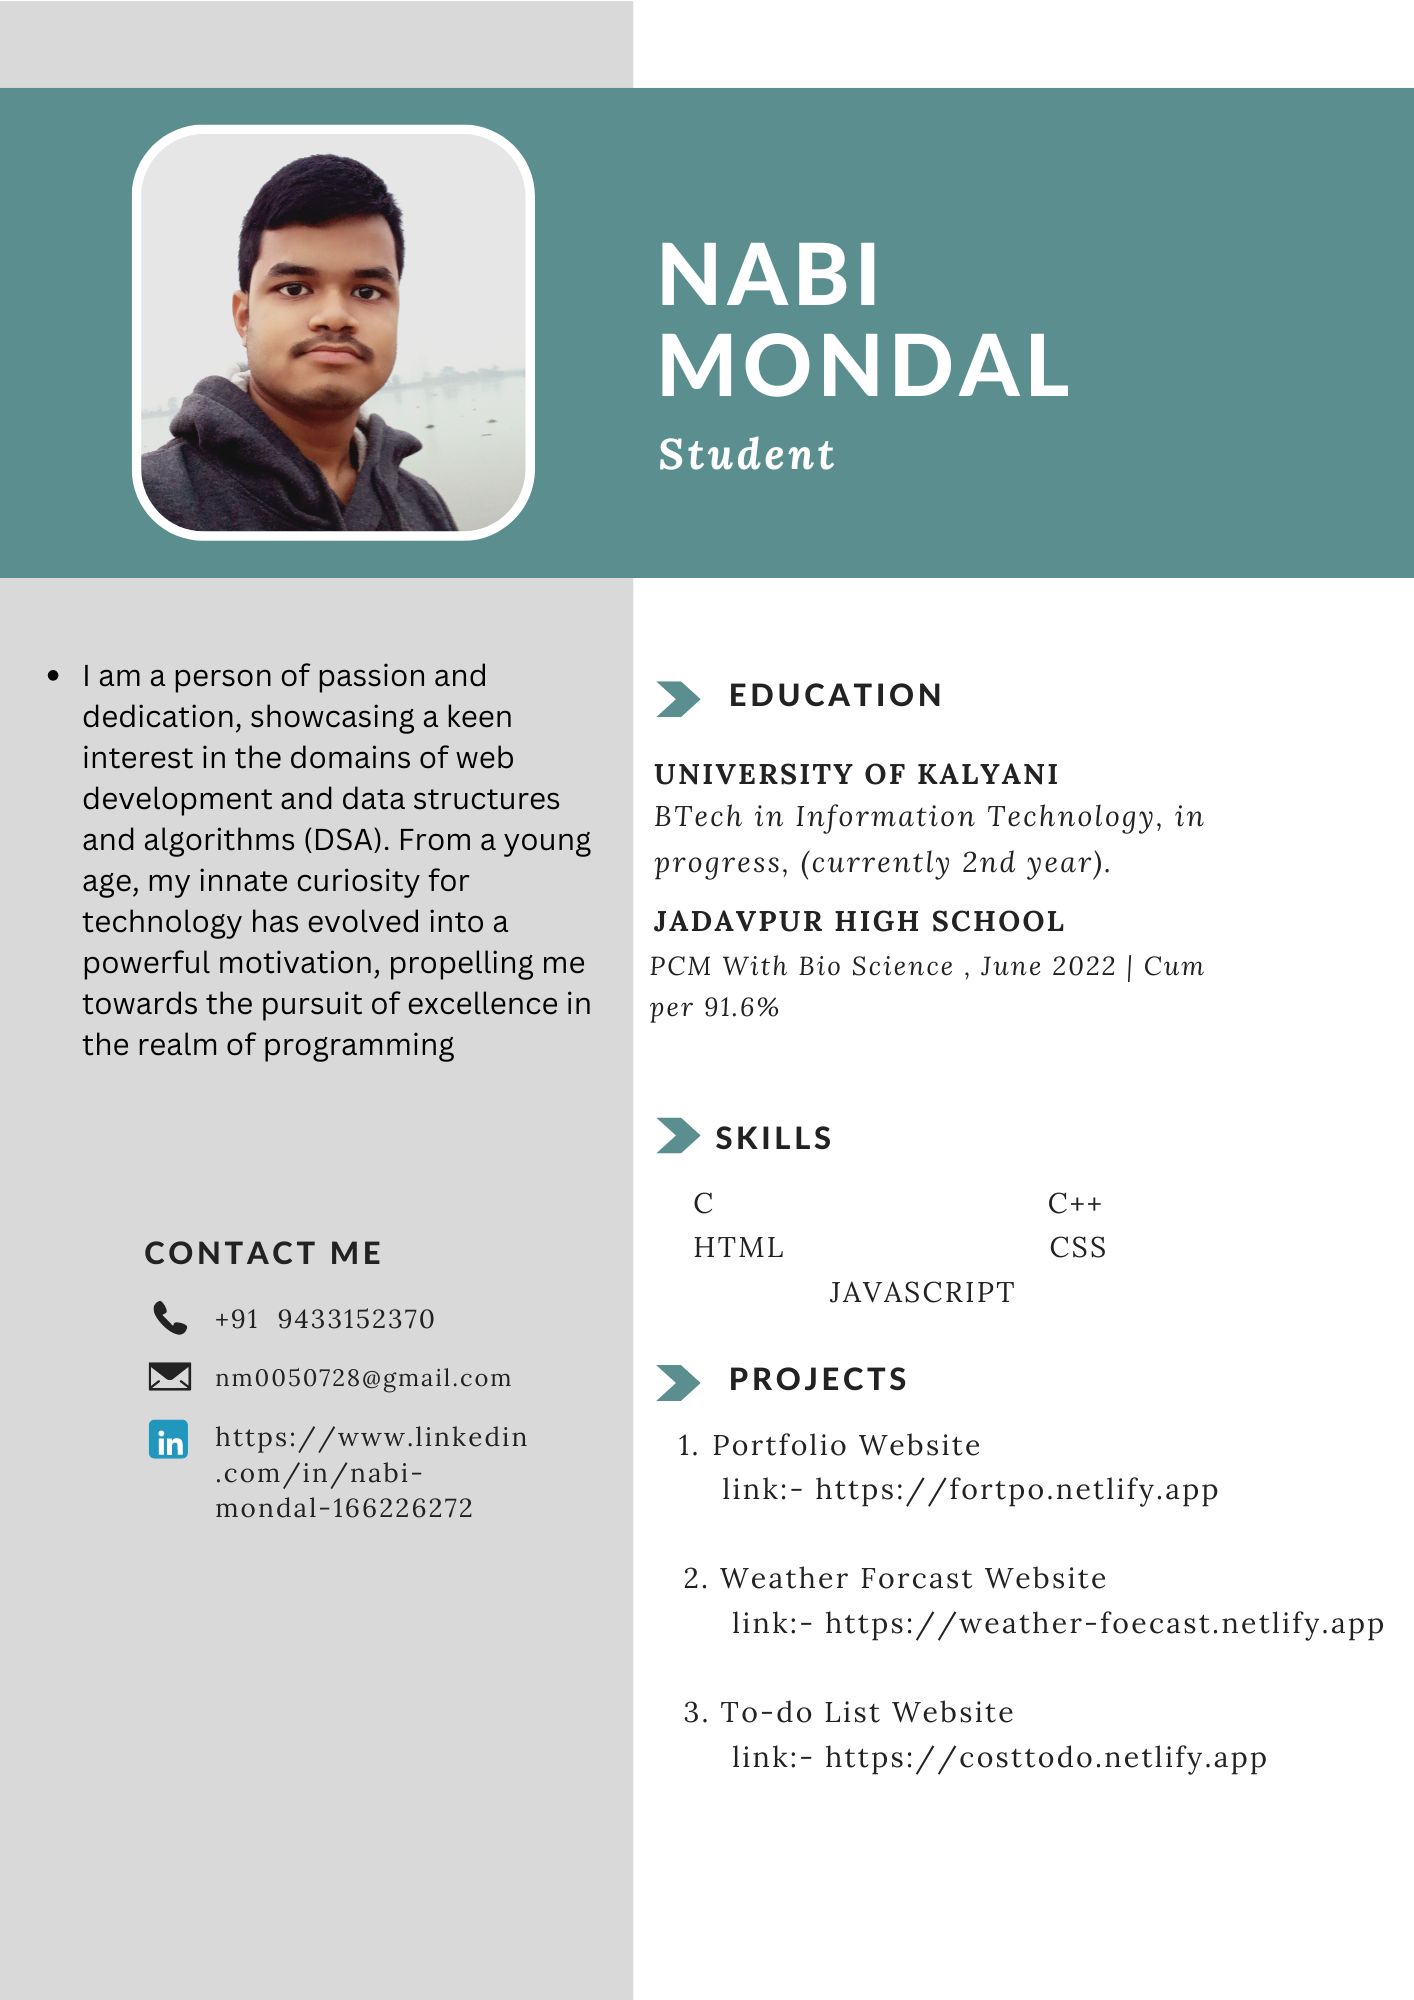 NABI
MONDAL
Student
• I am a person of passion and
dedication, showcasing a keen
interest in the domains of web
development and data structures
and algorithms (DSA). From a young
age, my innate curiosity for
technology has evolved into a
powerful motivation, propelling me
towards the pursuit of excellence in
the realm of programming
CONTACT ME
+91 9433152370
nm0050728@gmail.com
in
https://www.linkedin
.com/in/nabi-
mondal-166226272
EDUCATION
UNIVERSITY OF KALYANI
BTech in Information Technology, in
progress, (currently 2nd year).
JADAVPUR HIGH SCHOOL
PCM With Bio Science , June 2022 | Cum
per 91.6%
SKILLS
C C++
HTML CSS
JAVASCRIPT
PROJECTS
1. Portfolio Website
link:- https://fortpo.netlify.app
2. Weather Forcast Website
link:- https://weather-foecast.netlify.app
3. To-do List Website
link:- https://costtodo.netlify.app